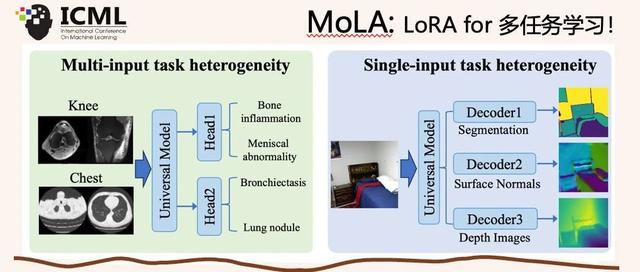 ICML
International Conference
On Machine Learning
MoLA: LoRA for 多任务学习!
Multi-input task heterogeneity
Knee
Chest
Universal Model
Head1
Head2
Bone
inflammation
Meniscal
abnormality
Bronchiectasis
Lung nodule
Single-input task heterogeneity
Universal Model
Decoder1
Segmentation
Decoder2
Surface Normals
Decoder3
Depth Images